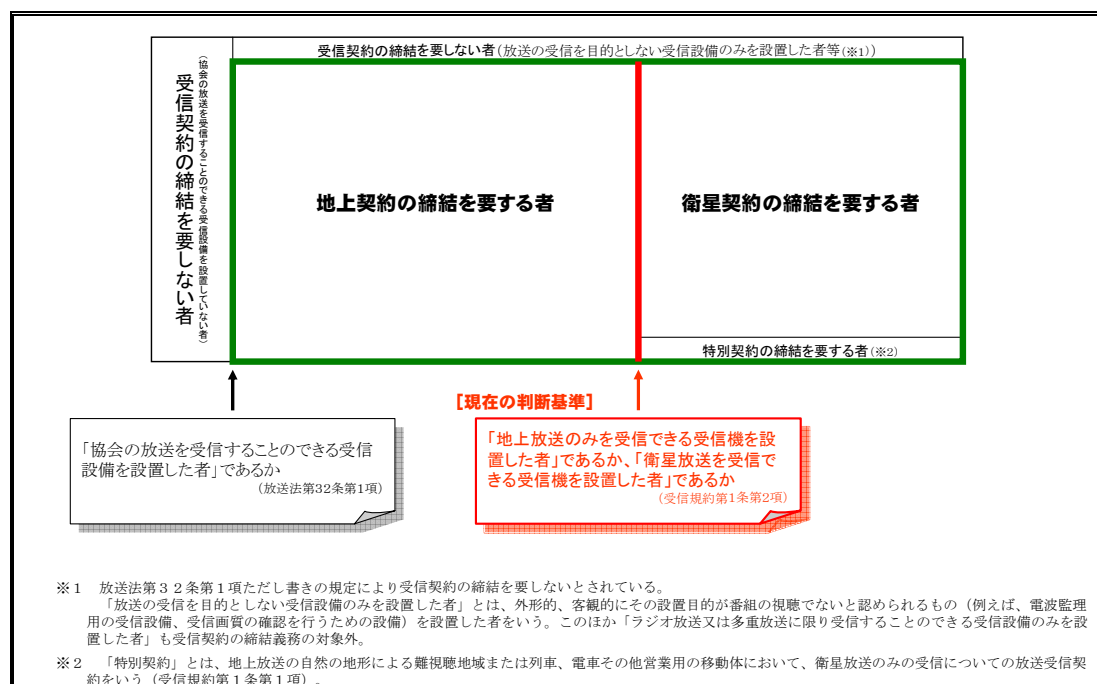 受信契約の締結を要しない者(放送の受信を目的としない受信設備のみを設置した者等(※1))
受信契約の締結を要しない者
(協会の放送を受信することのできる受信設備を設置していない者)
地上契約の締結を要する者
衛星契約の締結を要する者
特別契約の締結を要する者(※2)
[現在の判断基準]
「協会の放送を受信することのできる受信
設備を設置した者」であるか
(放送法第32条第1項)
「地上放送のみを受信できる受信機を設
置した者」であるか、「衛星放送を受信で
きる受信機を設置した者」であるか
(受信規約第1条第2項)
※1 放送法第32条第1項ただし書きの規定により受信契約の締結を要しないとされている。
「放送の受信を目的としない受信設備のみを設置した者」とは、外形的、客観的にその設置目的が番組の視聴でないと認められるもの(例えば、電波監理
用の受信設備、受信画質の確認を行うための設備)を設置した者をいう。このほか「ラジオ放送又は多重放送に限り受信することのできる受信設備のみを設
置した者」も受信契約の締結義務の対象外。
※2 「特別契約」とは、地上放送の自然の地形による難視聴地域または列車、電車その他営業用の移動体において、衛星放送のみの受信についての放送受信契
約をいう(受信規約第1条第1項)。